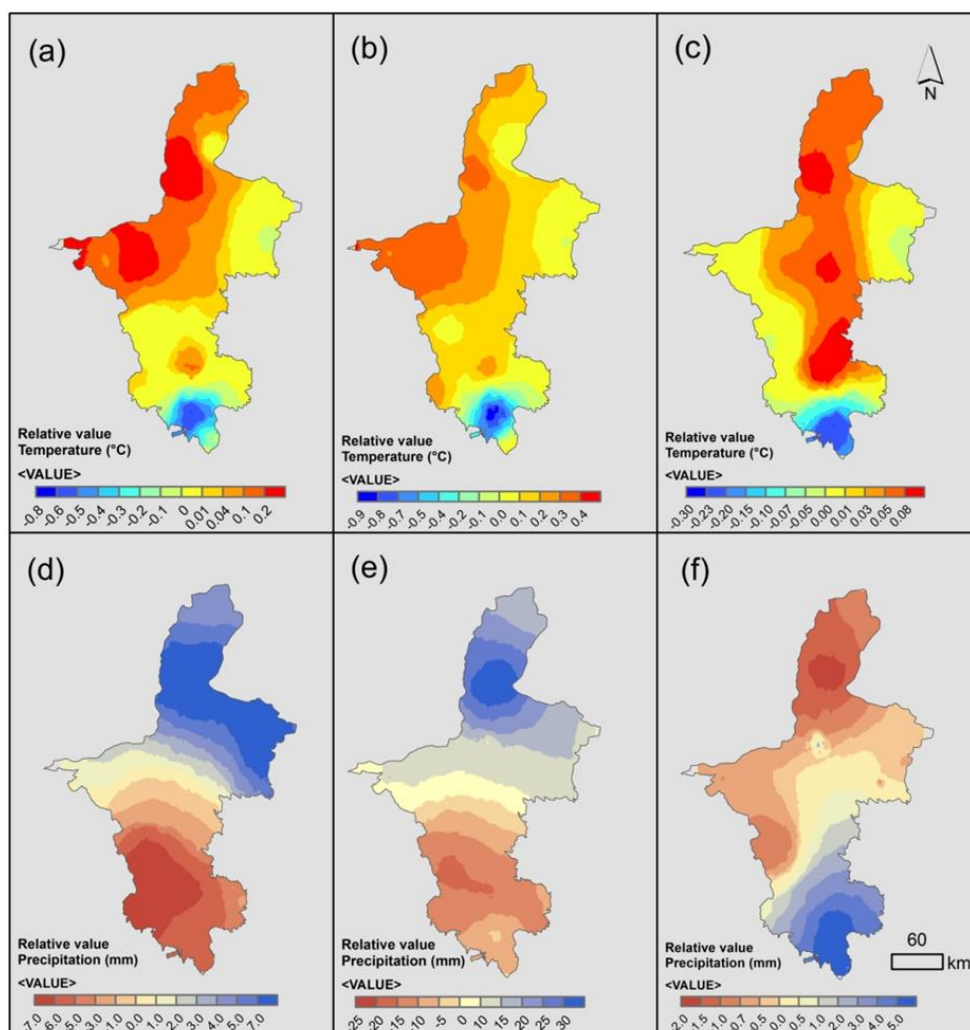 (a)
(b)
(c)
N
Relative value
Temperature (°C)
<VALUE>
-0.8 -0.6 -0.5 -0.4 -0.3 -0.2 -0.1 0 0.01 0.04 0.1 0.2
Relative value
Temperature (°C)
<VALUE>
-0.9 -0.8 -0.7 -0.5 -0.4 -0.2 -0.1 0.0 0.1 0.2 0.3 0.4
Relative value
Temperature (°C)
<VALUE>
-0.30 -0.23 -0.20 -0.15 -0.10 -0.07 -0.05 0.00 0.01 0.03 0.05 0.08
(d)
(e)
(f)
60
km
Relative value
Precipitation (mm)
<VALUE>
Relative value
Precipitation (mm)
<VALUE>
-25 -20 -15 -10 -5 0 10 15 20 25 30
Relative value
Precipitation (mm)
<VALUE>